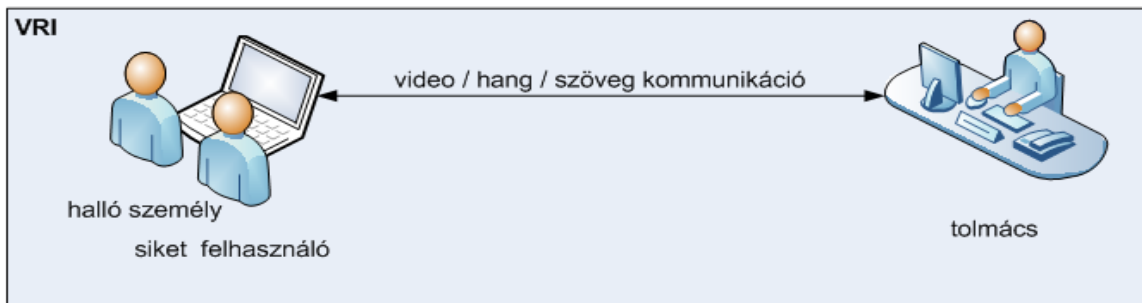 VRI
video / hang / szöveg kommunikáció
halló személy
siket felhasználó
tolmács